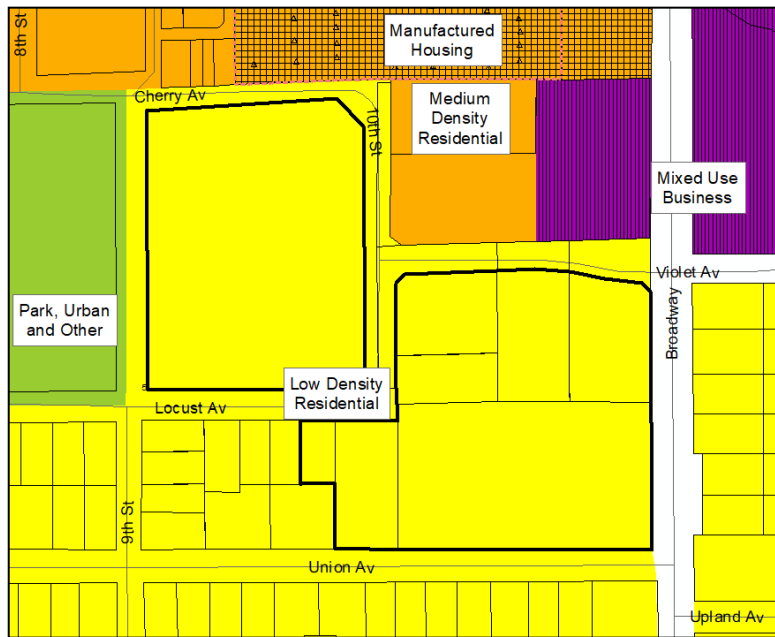 8th St
Manufactured
Housing
Cherry Av
10th St
Medium
Density
Residential
Mixed Use
Business
Violet Av
Park, Urban
and Other
Broadway
Low Density
Residential
Locust Av
9th St
Union Av
Upland Av